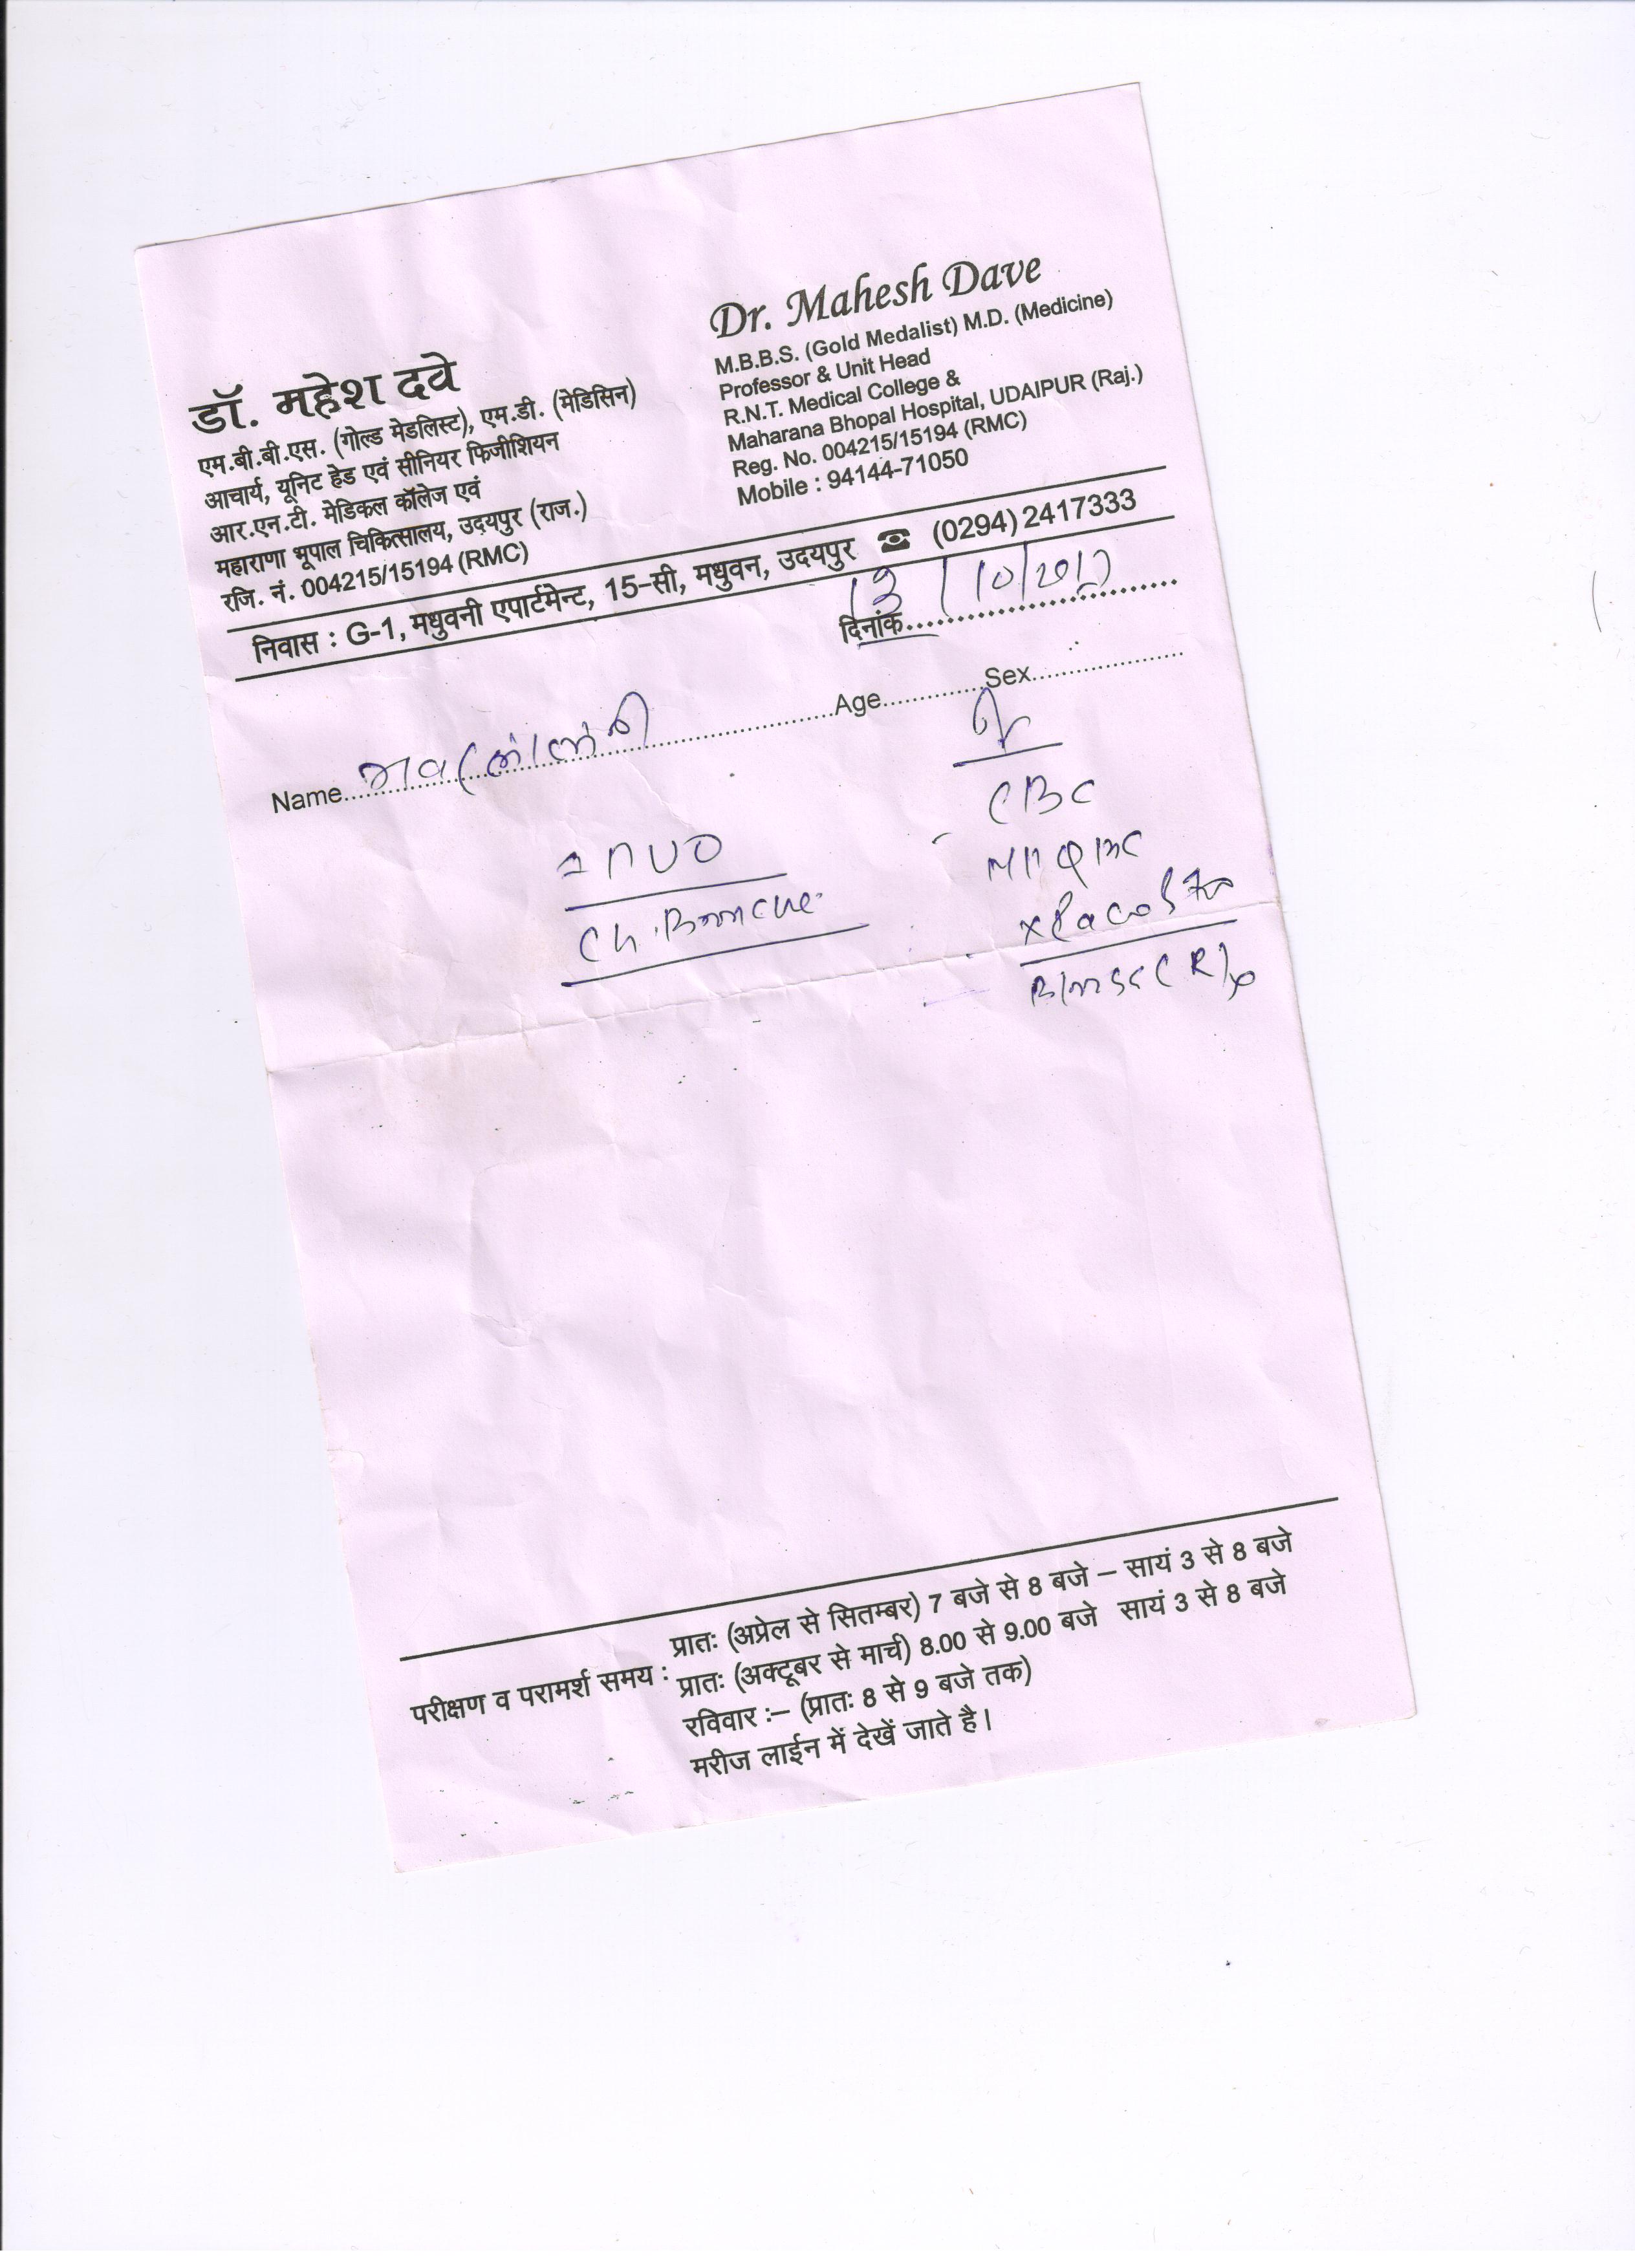 डॉ. महेश दवे
एम.बी.बी.एस. (गोल्ड मेडलिस्ट), एम.डी. (मेडिसिन)
आचार्य, यूनिट हेड एवं सीनियर फिजीशियन
आर.एन.टी. मेडिकल कॉलेज एवं
महाराणा भूपाल चिकित्सालय, उदयपुर (राज.)
रजि. नं. 004215/15194 (RMC)
Dr. Mahesh Dave
M.B.B.S. (Gold Medalist) M.D. (Medicine)
Professor & Unit Head
R.N.T. Medical College &
Maharana Bhopal Hospital, UDAIPUR (Raj.)
Reg. No. 004215/15194 (RMC)
Mobile : 94144-71050
निवास : G-1, मधुवनी एपार्टमेन्ट, 15-सी, मधुवन, उदयपुर ☎ (0294) 2417333
दिनांक 13/10/2017
Name Age Sex
CBC
परीक्षण व परामर्श समय : प्रातः (अप्रेल से सितम्बर) 7 बजे से 8 बजे – सायं 3 से 8 बजे
प्रातः (अक्टूबर से मार्च) 8.00 से 9.00 बजे सायं 3 से 8 बजे
रविवार :– (प्रातः 8 से 9 बजे तक)
मरीज लाईन में देखें जाते है।